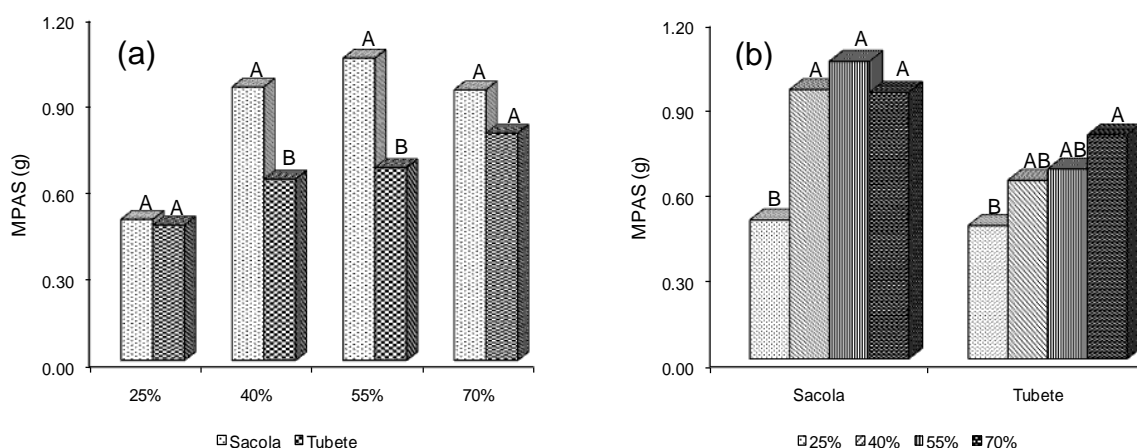 (a)
MPAS (g)
1.20
0.90
0.60
0.30
0.00
A A
A B
A B
A A
25% 40% 55% 70%
Sacola Tubete
(b)
MPAS (g)
1.20
0.90
0.60
0.30
0.00
B A A A
B AB AB A
Sacola Tubete
25% 40% 55% 70%